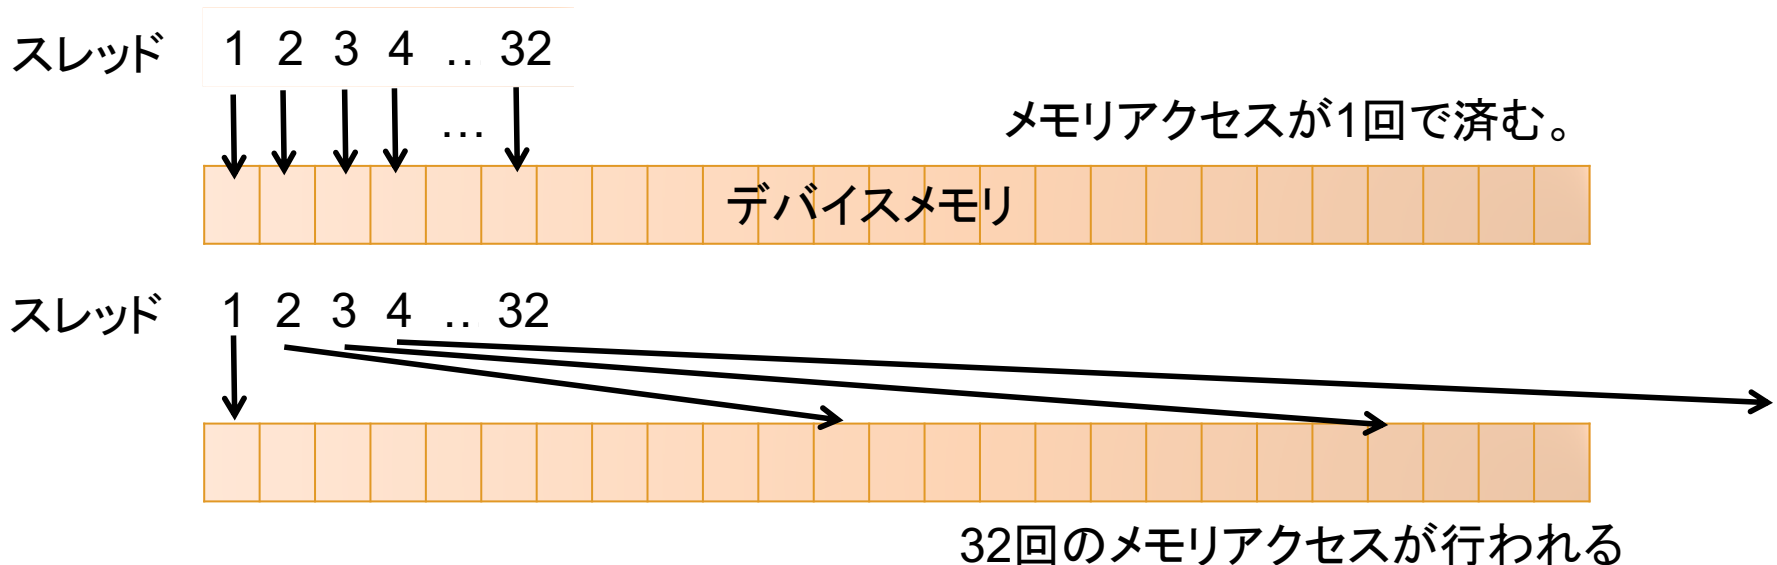 スレッド 1 2 3 4 … 32
…
メモリアクセスが1回で済む。
デバイスメモリ
スレッド 1 2 3 4 .. 32
32回のメモリアクセスが行われる